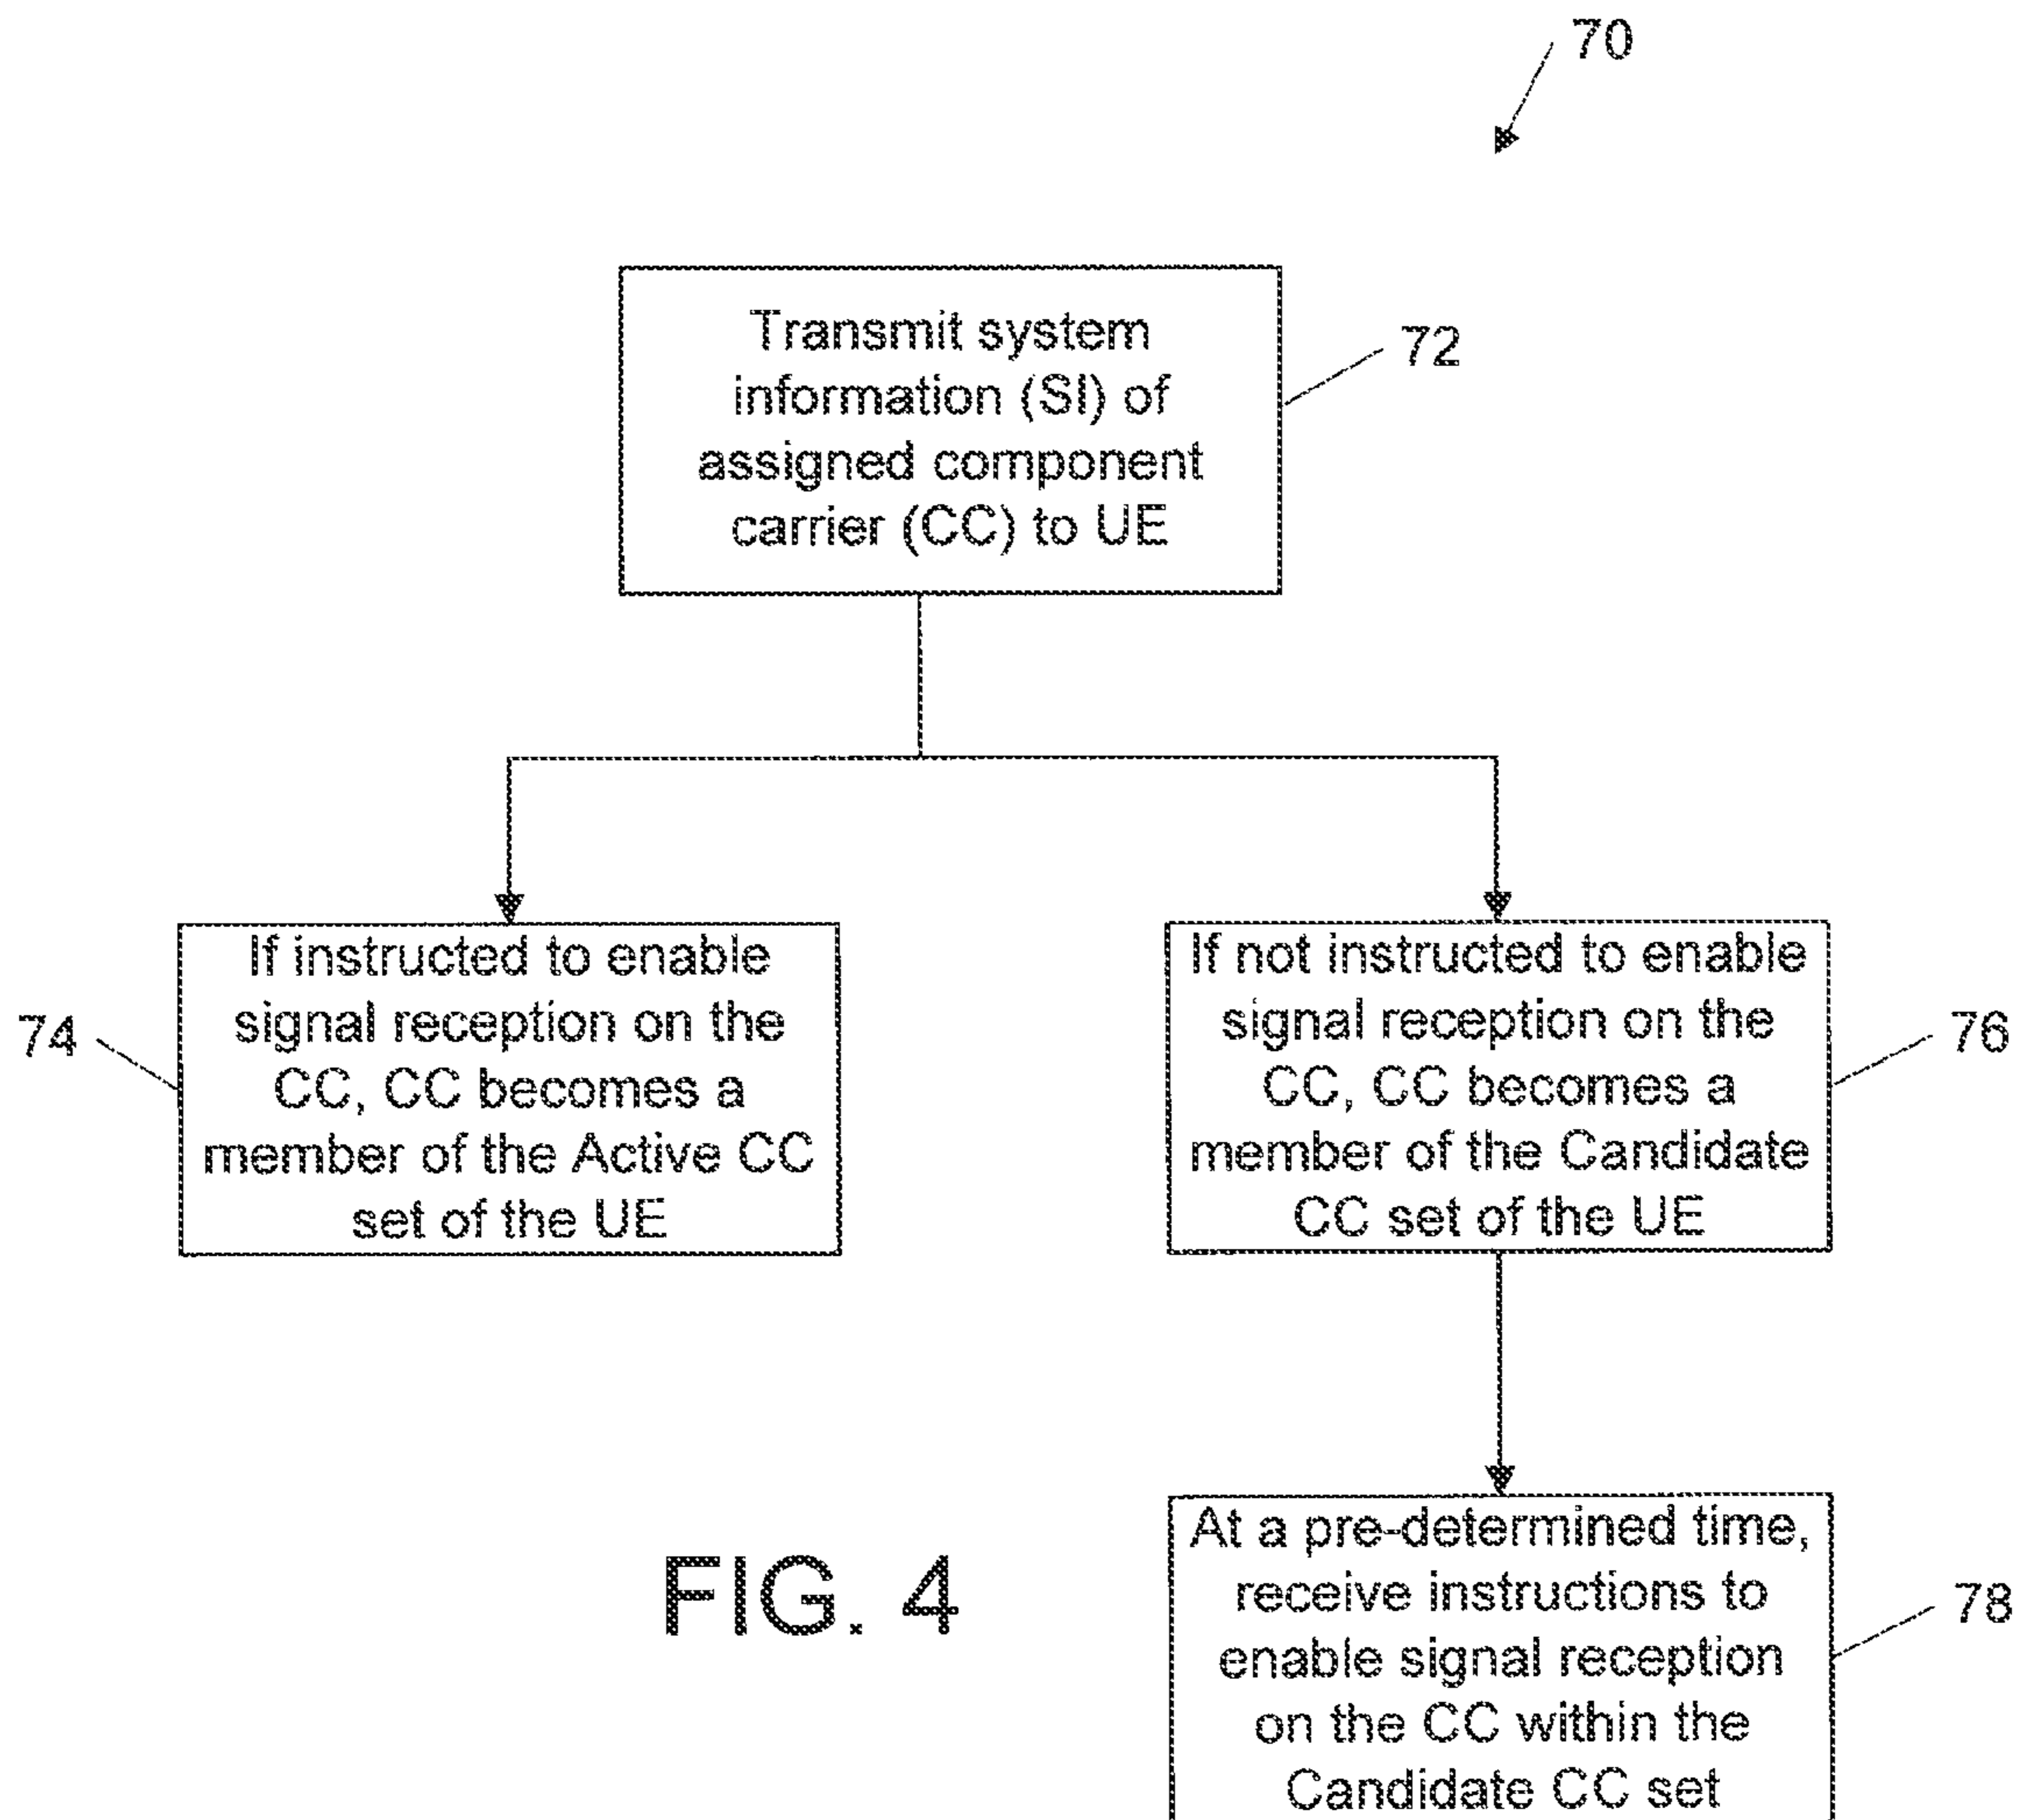 70
Transmit system
information (SI) of
assigned component
carrier (CC) to UE
72
If instructed to enable
signal reception on the
CC, CC becomes a
member of the Active CC
set of the UE
74
If not instructed to enable
signal reception on the
CC, CC becomes a
member of the Candidate
CC set of the UE
76
At a pre-determined time,
receive instructions to
enable signal reception
on the CC within the
Candidate CC set
78
FIG. 4